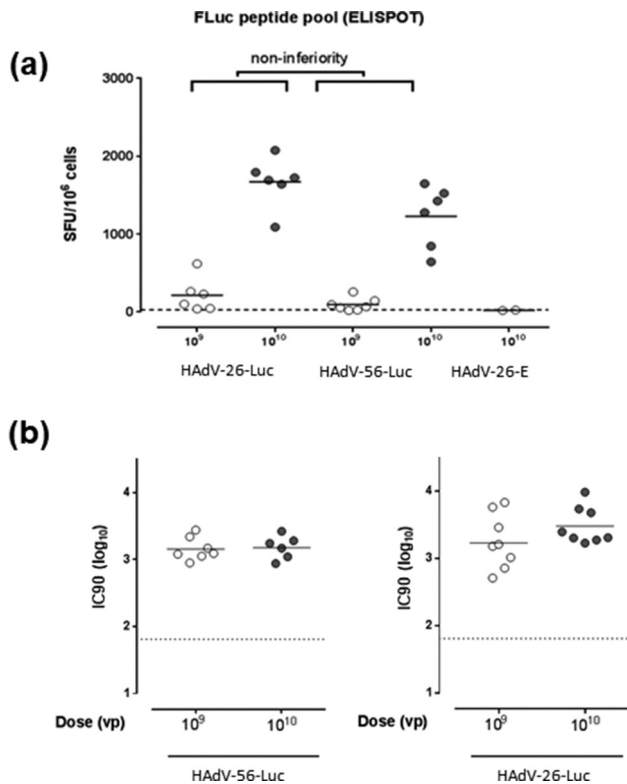 FLuc peptide pool (ELISPOT)
(a)
non-inferiority
3000
2000
1000
0
SFU/10⁶ cells
10⁹ 10¹⁰ 10⁹ 10¹⁰ 10¹⁰
HAdV-26-Luc HAdV-56-Luc HAdV-26-E
(b)
4
3
2
1
IC90 (log₁₀)
Dose (vp) 10⁹ 10¹⁰
HAdV-56-Luc
4
3
2
1
IC90 (log₁₀)
Dose (vp) 10⁹ 10¹⁰
HAdV-26-Luc